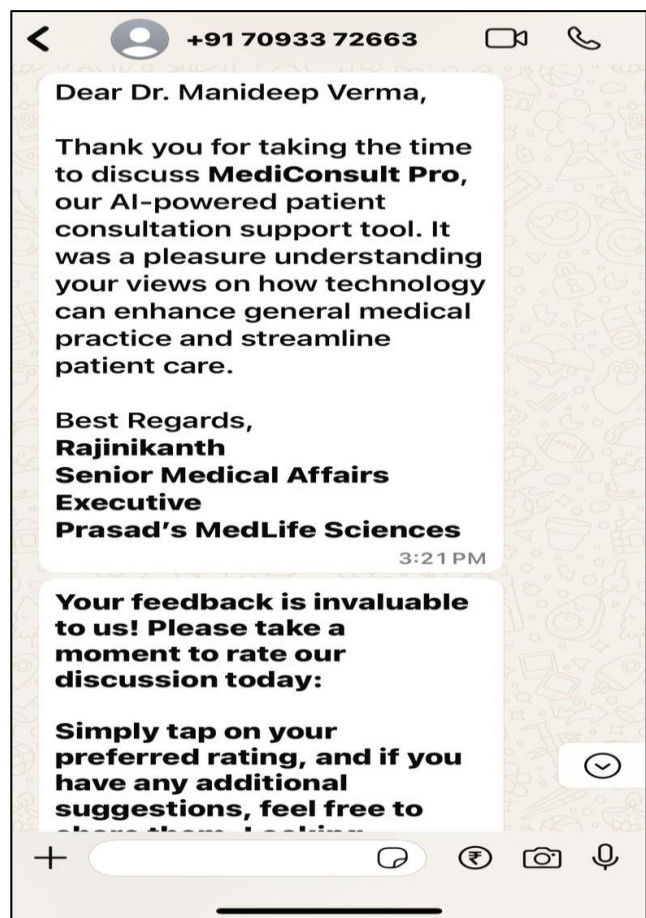 +91 70933 72663
Dear Dr. Manideep Verma,
Thank you for taking the time
to discuss MediConsult Pro,
our AI-powered patient
consultation support tool. It
was a pleasure understanding
your views on how technology
can enhance general medical
practice and streamline
patient care.
Best Regards,
Rajinikanth
Senior Medical Affairs
Executive
Prasad's MedLife Sciences
3:21 PM
Your feedback is invaluable
to us! Please take a
moment to rate our
discussion today:
Simply tap on your
preferred rating, and if you
have any additional
suggestions, feel free to
₹